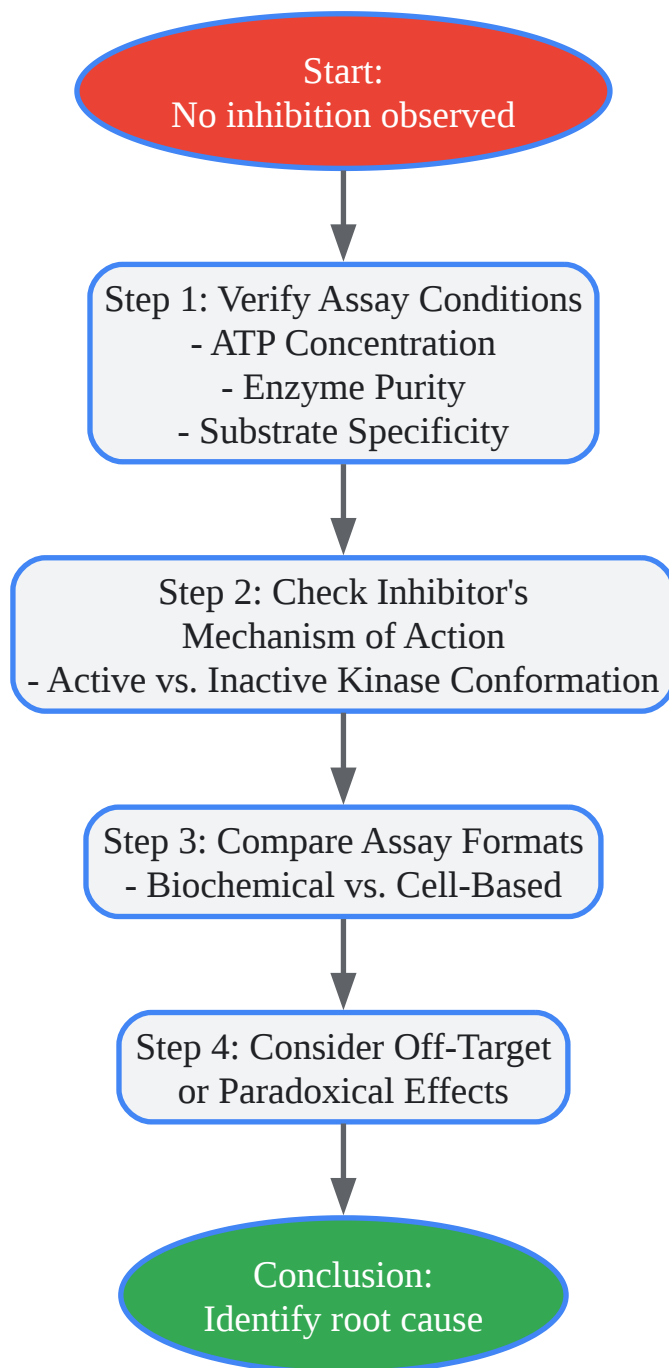 Start:
No inhibition observed
Step 1: Verify Assay Conditions
- ATP Concentration
- Enzyme Purity
- Substrate Specificity
Step 2: Check Inhibitor's
Mechanism of Action
- Active vs. Inactive Kinase Conformation
Step 3: Compare Assay Formats
- Biochemical vs. Cell-Based
Step 4: Consider Off-Target
or Paradoxical Effects
Conclusion:
Identify root cause